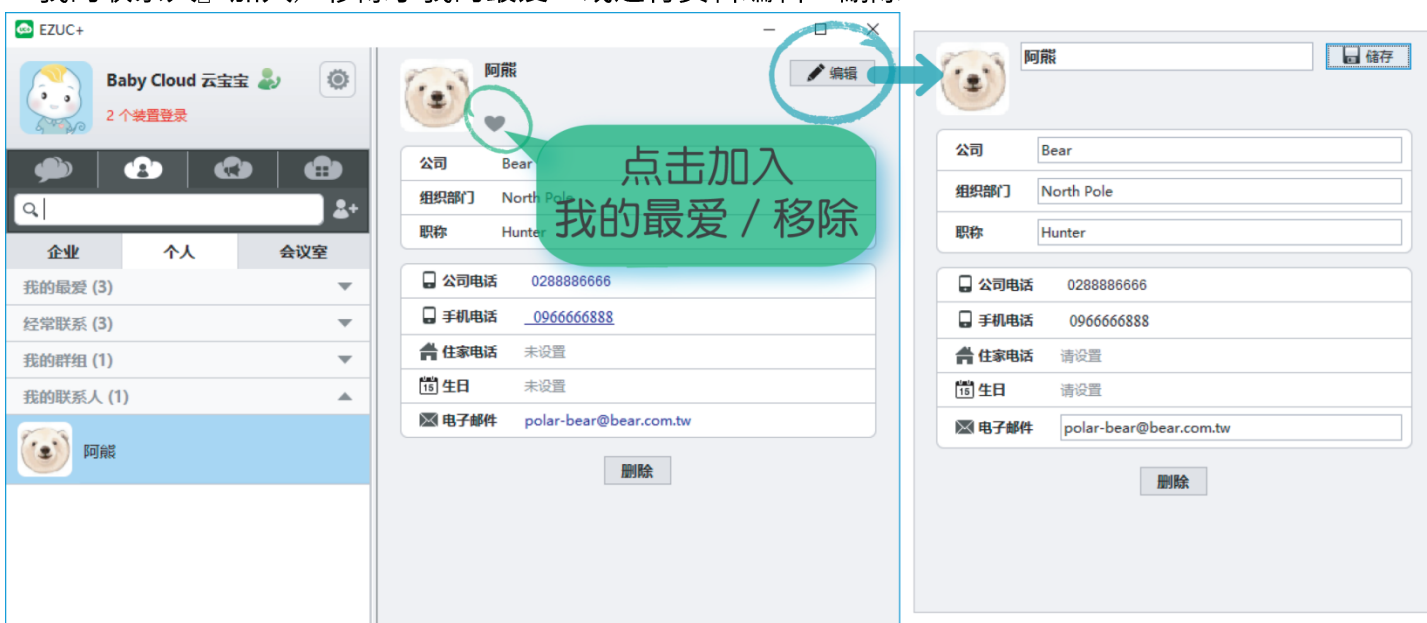 EZUC+
Baby Cloud 云宝宝
2 个装置登录
企业 个人 会议室
我的最爱 (3)
经常联系 (3)
我的群组 (1)
我的联系人 (1)
阿熊
阿熊
编辑
点击加入
我的最爱 / 移除
公司 Bear
组织部门 North Pole
职称 Hunter
公司电话 0288886666
手机电话 0966666888
住家电话 未设置
15 生日 未设置
电子邮件 polar-bear@bear.com.tw
删除
阿熊
储存
公司 Bear
组织部门 North Pole
职称 Hunter
公司电话 0288886666
手机电话 0966666888
住家电话 请设置
15 生日 请设置
电子邮件 polar-bear@bear.com.tw
删除